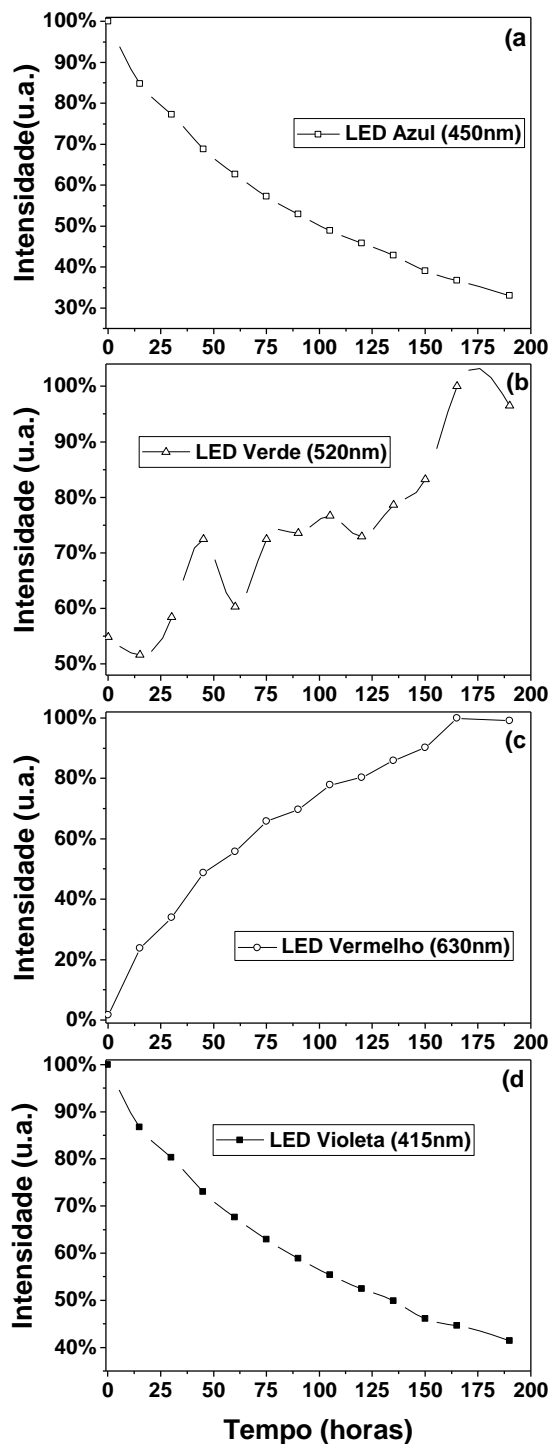 100%
(a
90%
80%
LED Azul (450nm)
70%
60%
50%
40%
30%
Intensidade(u.a.)
0 25 50 75 100 125 150 175 200
100%
(b
90%
LED Verde (520nm)
80%
70%
60%
50%
Intensidade (u.a.)
0 25 50 75 100 125 150 175 200
100%
(c
80%
60%
40%
LED Vermelho (630nm)
20%
0%
Intensidade (u.a.)
0 25 50 75 100 125 150 175 200
100%
(d
90%
LED Violeta (415nm)
80%
70%
60%
50%
40%
Intensidade (u.a.)
0 25 50 75 100 125 150 175 200
Tempo (horas)